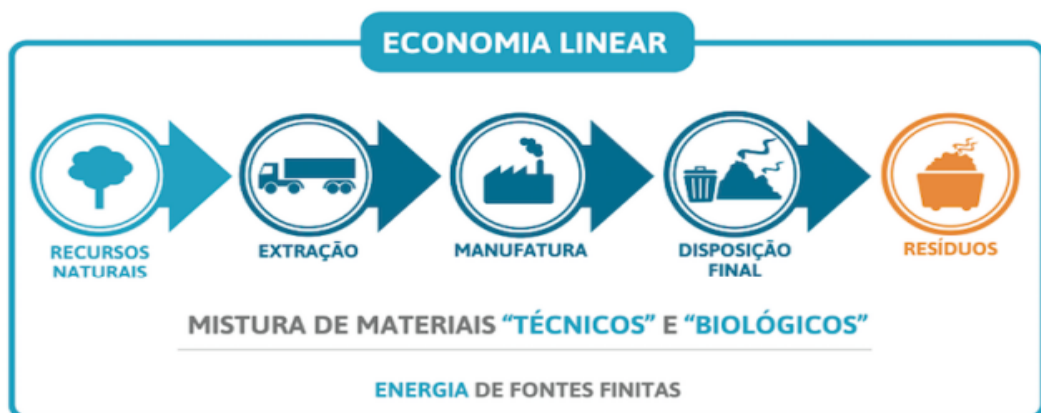 ECONOMIA LINEAR
RECURSOS
NATURAIS
EXTRAÇÃO
MANUFATURA
DISPOSIÇÃO
FINAL
RESÍDUOS
MISTURA DE MATERIAIS “TÉCNICOS” E “BIOLÓGICOS”
ENERGIA DE FONTES FINITAS